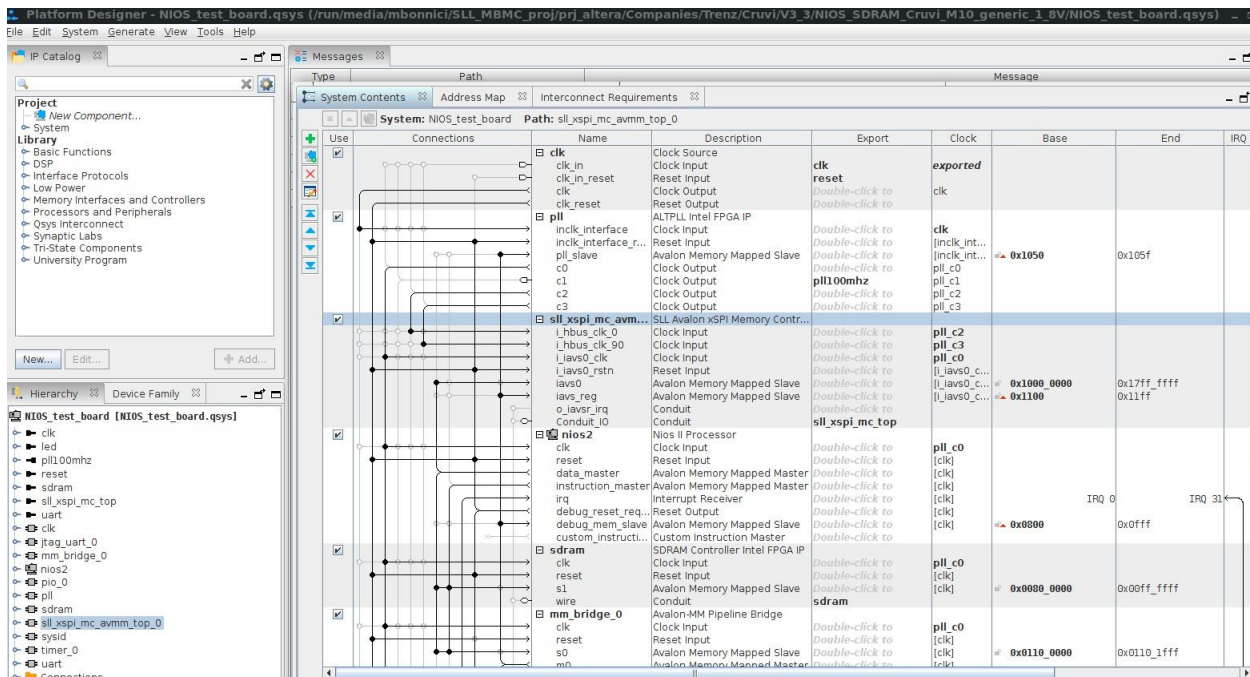 Platform Designer - NIOS_test_board.qsys (/run/media/mbonnici/SLL_MBMC_proj/prj_altera/Companies/Trenz/Cruvi/V3_3/NIOS_SDRAM_Cruvi_M10_generic_1_8V/NIOS_test_board.qsys)
File Edit System Generate View Tools Help
IP Catalog
Project
New Component...
System
Library
Basic Functions
DSP
Interface Protocols
Low Power
Memory Interfaces and Controllers
Processors and Peripherals
Qsys Interconnect
Synaptic Labs
Tri-State Components
University Program
New... Edit... Add...
Hierarchy Device Family
NIOS_test_board [NIOS_test_board.qsys]
clk
led
pll100mhz
reset
sdram
sll_xspi_mc_top
uart
clk
jtag_uart_0
mm_bridge_0
nios2
pio_0
pll
sdram
sll_xspi_mc_avmm_top_0
sysid
timer_0
uart
Connections
Messages
Type Path Message
System Contents Address Map Interconnect Requirements
System: NIOS_test_board Path: sll_xspi_mc_avmm_top_0
Use Connections Name Description Export Clock Base End IRQ
clk Clock Source
clk_in Clock Input clk exported
clk_in_reset Reset Input reset
clk Clock Output Double-click to clk
clk_reset Reset Output Double-click to
pll ALTPLL Intel FPGA IP
inclk_interface Clock Input Double-click to clk
inclk_interface_r... Reset Input Double-click to [inclk_int...
pll_slave Avalon Memory Mapped Slave Double-click to [inclk_int... 0x1050 0x105f
c0 Clock Output Double-click to pll_c0
c1 Clock Output pll100mhz pll_c1
c2 Clock Output Double-click to pll_c2
c3 Clock Output Double-click to pll_c3
sll_xspi_mc_avm... SLL Avalon xSPI Memory Contr...
i_hbus_clk_0 Clock Input Double-click to pll_c2
i_hbus_clk_90 Clock Input Double-click to pll_c3
i_iavs0_clk Clock Input Double-click to pll_c0
i_iavs0_rstn Reset Input Double-click to [i_iavs0_c...
iavs0 Avalon Memory Mapped Slave Double-click to [i_iavs0_c... 0x1000_0000 0x17ff_ffff
iavs_reg Avalon Memory Mapped Slave Double-click to [i_iavs0_c... 0x1100 0x11ff
o_iavsr_irq Conduit Double-click to
Conduit_IO Conduit sll_xspi_mc_top
nios2 Nios II Processor
clk Clock Input Double-click to pll_c0
reset Reset Input Double-click to [clk]
data_master Avalon Memory Mapped Master Double-click to [clk]
instruction_master Avalon Memory Mapped Master Double-click to [clk]
irq Interrupt Receiver Double-click to [clk] IRQ 0 IRQ 31
debug_reset_req... Reset Output Double-click to [clk]
debug_mem_slave Avalon Memory Mapped Slave Double-click to [clk] 0x0800 0x0fff
custom_instructi... Custom Instruction Master Double-click to
sdram SDRAM Controller Intel FPGA IP
clk Clock Input Double-click to pll_c0
reset Reset Input Double-click to [clk]
s1 Avalon Memory Mapped Slave Double-click to [clk] 0x0080_0000 0x00ff_ffff
wire Conduit sdram
mm_bridge_0 Avalon-MM Pipeline Bridge
clk Clock Input Double-click to pll_c0
reset Reset Input Double-click to [clk]
s0 Avalon Memory Mapped Slave Double-click to [clk] 0x0110_0000 0x0110_1fff
m0 Avalon Memory Mapped Master Double-click to [clk]